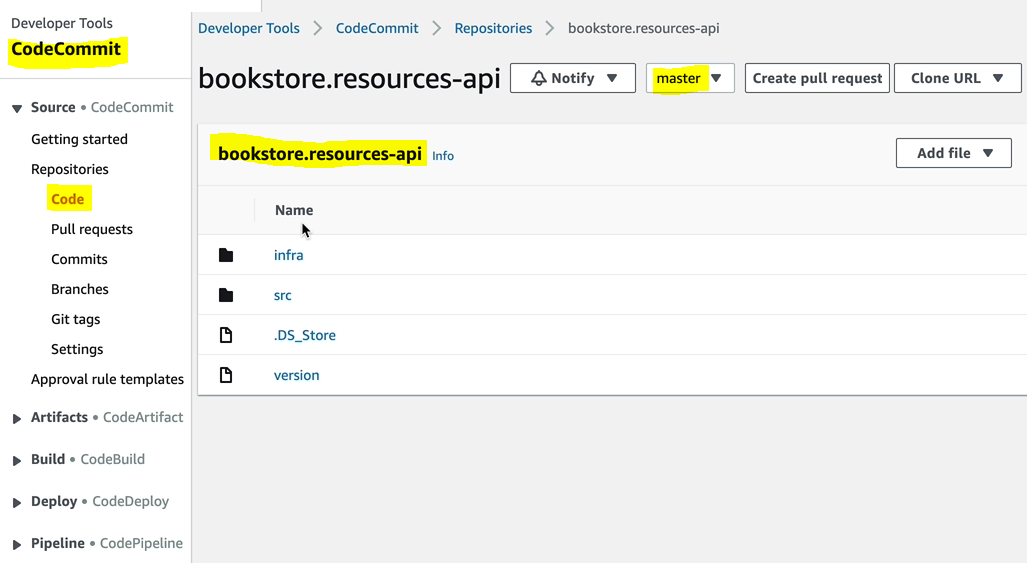 Developer Tools
CodeCommit
Source • CodeCommit
Getting started
Repositories
Code
Pull requests
Commits
Branches
Git tags
Settings
Approval rule templates
Artifacts • CodeArtifact
Build • CodeBuild
Deploy • CodeDeploy
Pipeline • CodePipeline
Developer Tools > CodeCommit > Repositories > bookstore.resources-api
bookstore.resources-api Notify master Create pull request Clone URL
bookstore.resources-api Info Add file
Name
infra
src
.DS_Store
version